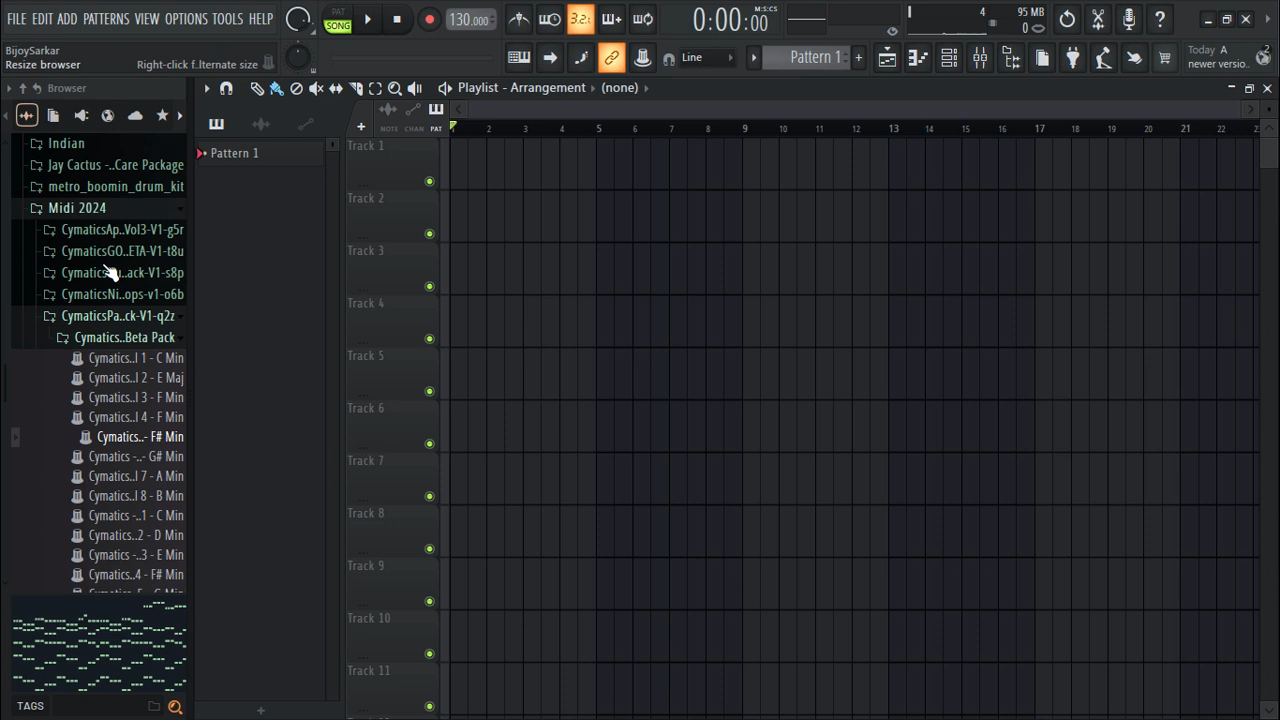 FILE EDIT ADD PATTERNS VIEW OPTIONS TOOLS HELP
PAT
SONG
130.000
3.2.
0:00:00
M:S:CS
4
95 MB
BijoySarkar
Resize browser
Right-click f..lternate size
Line
Pattern 1
Today A
newer versio..
Browser
Playlist - Arrangement
(none)
Indian
Jay Cactus -..Care Package
metro_boomin_drum_kit
Midi 2024
CymaticsAp..Vol3-V1-g5r
CymaticsGO..ETA-V1-t8u
Cymatics..ack-V1-s8p
CymaticsNi..ops-v1-o6b
CymaticsPa..ck-V1-q2z
Cymatics..Beta Pack
Cymatics..l 1 - C Min
Cymatics..l 2 - E Maj
Cymatics..l 3 - F Min
Cymatics..l 4 - F Min
Cymatics..- F# Min
Cymatics -..- G# Min
Cymatics..l 7 - A Min
Cymatics..l 8 - B Min
Cymatics -..1 - C Min
Cymatics..2 - D Min
Cymatics -..3 - E Min
Cymatics..4 - F# Min
TAGS
Pattern 1
NOTE CHAN PAT
1 2 3 4 5 6 7 8 9 10 11 12 13 14 15 16 17 18 19 20 21 22
Track 1
Track 2
Track 3
Track 4
Track 5
Track 6
Track 7
Track 8
Track 9
Track 10
Track 11